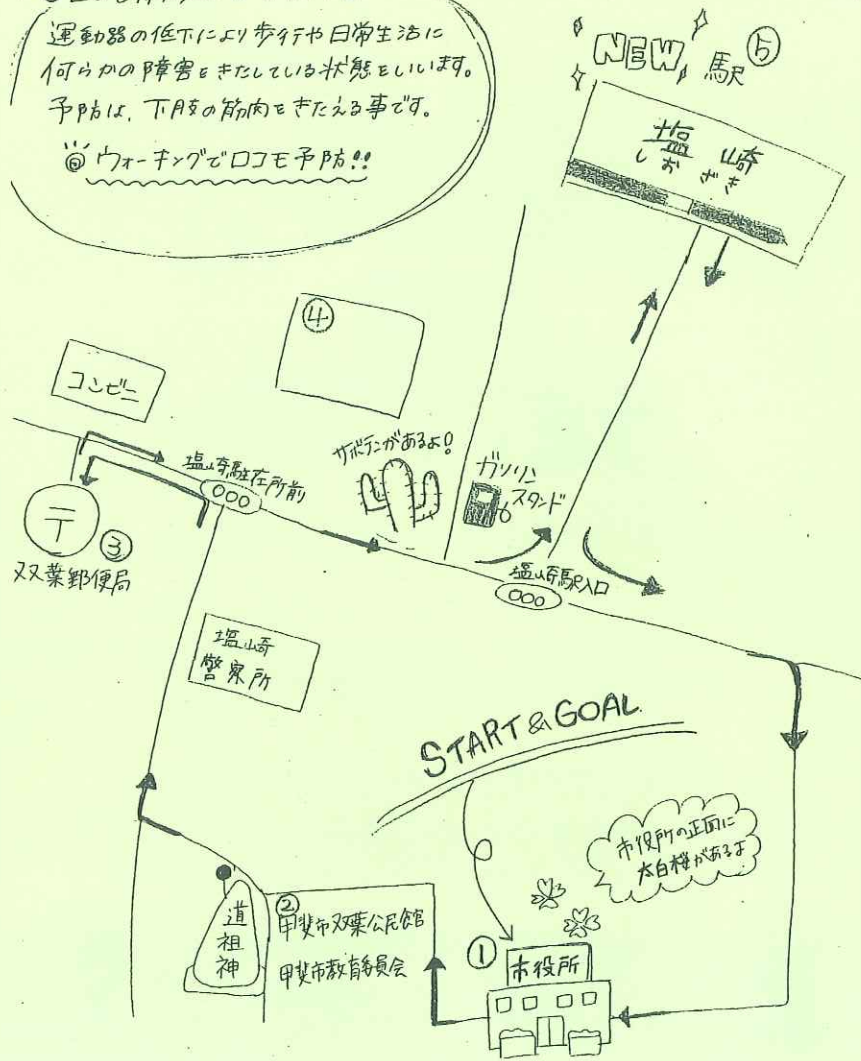 運動器の低下により歩行や日常生活に
何らかの障害をきたしている状態をいいます。
予防は、下肢の筋肉をきたえる事です。
ウォーキングでロコモ予防!!
NEW 駅 ⑤
塩崎
しおざき
④
コンビニ
塩崎駐在所前
サボテンがあるよ!
ガソリン
スタンド
〒
③
双葉郵便局
塩崎駅入口
塩崎
警察所
START & GOAL
市役所の正面に
太白桜があるよ
道祖神
②
甲斐市双葉公民館
甲斐市教育委員会
①
市役所